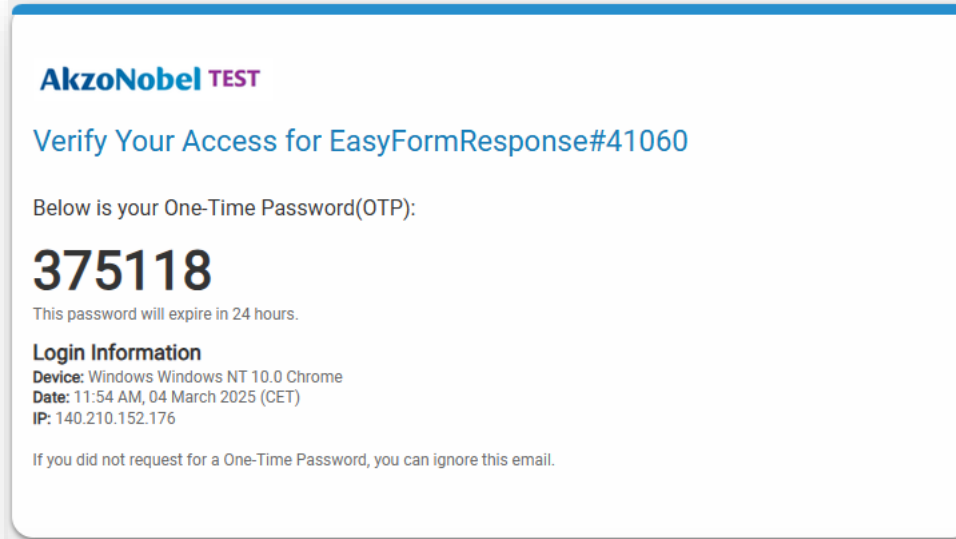 AkzoNobel TEST
Verify Your Access for EasyFormResponse#41060
Below is your One-Time Password(OTP):
375118
This password will expire in 24 hours.
Login Information
Device: Windows Windows NT 10.0 Chrome
Date: 11:54 AM, 04 March 2025 (CET)
IP: 140.210.152.176
If you did not request for a One-Time Password, you can ignore this email.